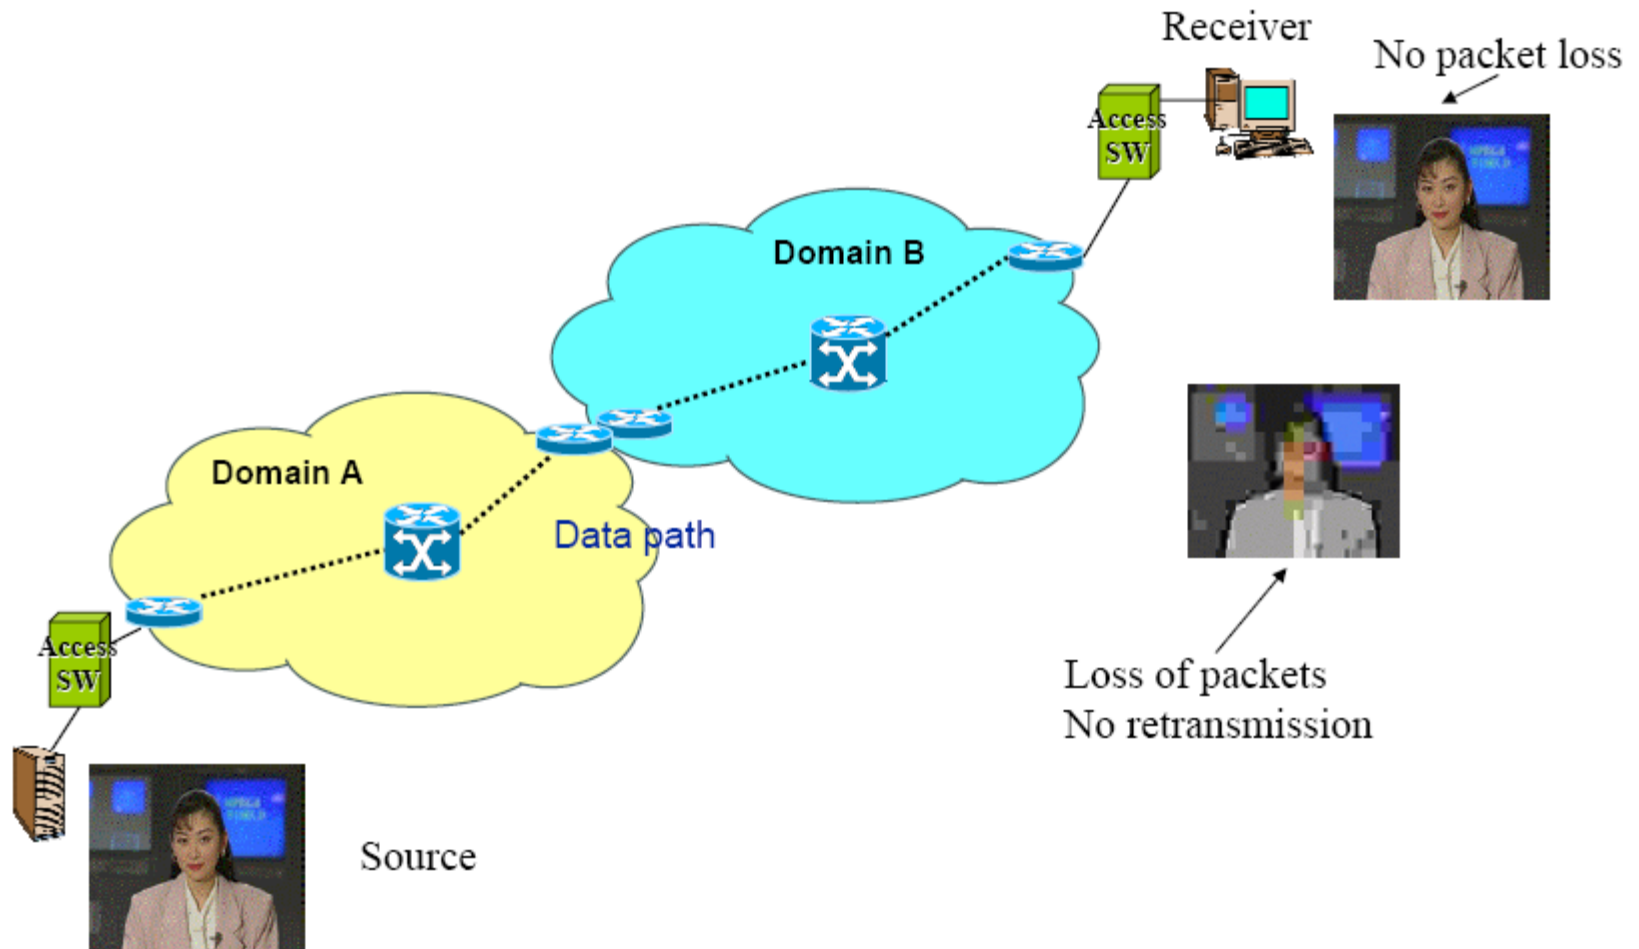 Receiver
No packet loss
Access
SW
Domain B
Domain A
Data path
Access
SW
Loss of packets
No retransmission
Source